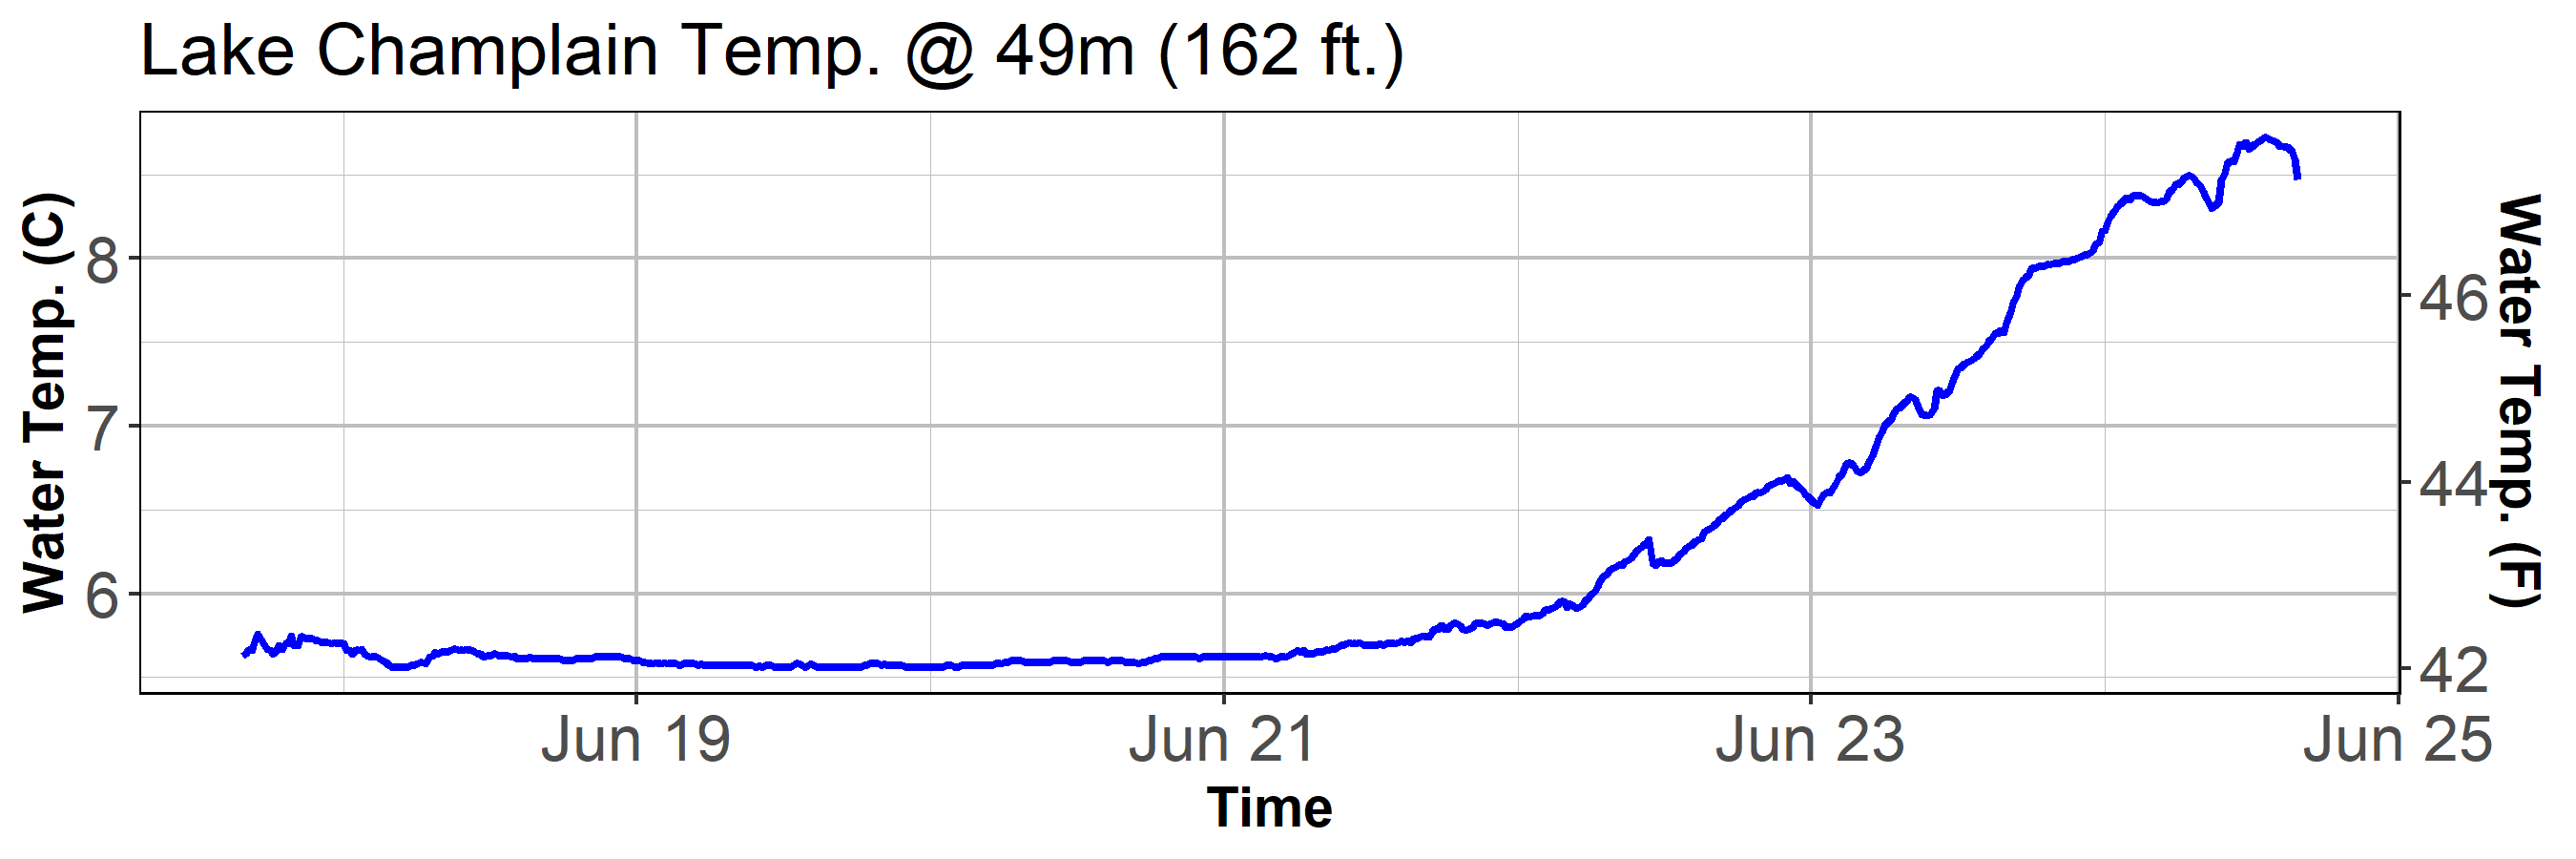 Lake Champlain Temp. @ 49m (162 ft.)
Water Temp. (C)
8
7
6
46
44
42
Water Temp. (F)
Jun 19 Jun 21 Jun 23 Jun 25
Time